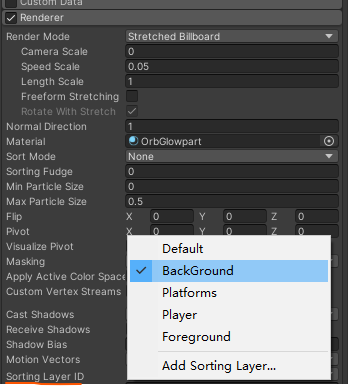 Custom Data
Renderer
Render Mode Stretched Billboard
Camera Scale 0
Speed Scale 0.05
Length Scale 1
Freeform Stretching
Rotate With Stretch
Normal Direction 1
Material OrbGlowpart
Sort Mode None
Sorting Fudge 0
Min Particle Size 0
Max Particle Size 0.5
Flip X 0 Y 0 Z 0
Pivot X 0 Y 0 Z 0
Visualize Pivot
Default
Masking
BackGround
Apply Active Color Space
Custom Vertex Streams
Platforms
Player
Cast Shadows
Receive Shadows
Foreground
Shadow Bias
Motion Vectors
Add Sorting Layer...
Sorting Layer ID